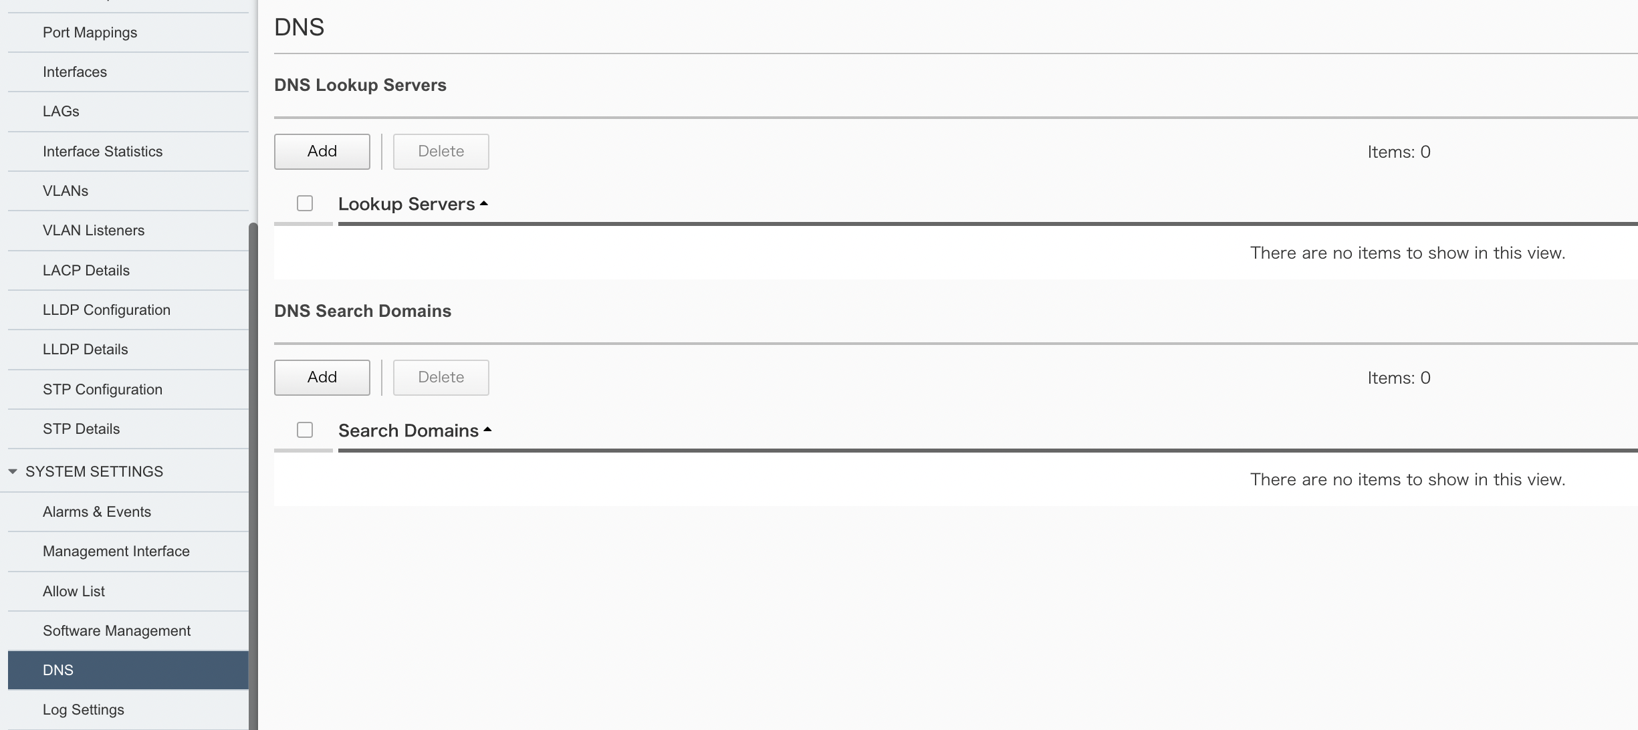 Port Mappings
Interfaces
LAGs
Interface Statistics
VLANs
VLAN Listeners
LACP Details
LLDP Configuration
LLDP Details
STP Configuration
STP Details
SYSTEM SETTINGS
Alarms & Events
Management Interface
Allow List
Software Management
DNS
Log Settings
DNS
DNS Lookup Servers
Add Delete Items: 0
Lookup Servers
There are no items to show in this view.
DNS Search Domains
Add Delete Items: 0
Search Domains
There are no items to show in this view.